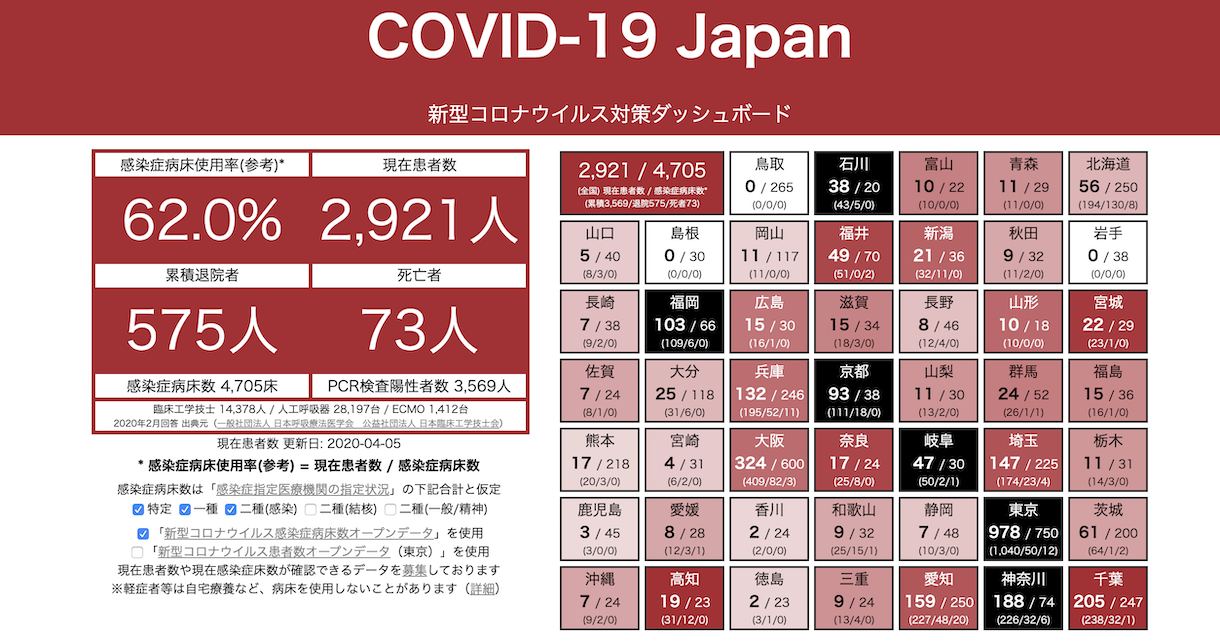 COVID-19 Japan
新型コロナウイルス対策ダッシュボード
感染症病床使用率(参考)*
現在患者数
62.0%
2,921人
累積退院者
死亡者
575人
73人
感染症病床数 4,705床
PCR検査陽性者数 3,569人
臨床工学技士 14,378人 / 人工呼吸器 28,197台 / ECMO 1,412台
2020年2月回答 出典元（一般社団法人 日本呼吸療法医学会　公益社団法人 日本臨床工学技士会）
現在患者数 更新日: 2020-04-05
* 感染症病床使用率(参考) = 現在患者数 / 感染症病床数
感染症病床数は「感染症指定医療機関の指定状況」の下記合計と仮定
特定 一種 二種(感染) 二種(結核) 二種(一般/精神)
「新型コロナウイルス感染症病床数オープンデータ」を使用
「新型コロナウイルス患者数オープンデータ（東京）」を使用
現在患者数や現在感染症病床数が確認できるデータを募集しております
※軽症者等は自宅療養など、病床を使用しないことがあります（詳細）
2,921 / 4,705
(全国) 現在患者数 / 感染症病床数*
(累積3,569/退院575/死者73)
鳥取
0 / 265
(0/0/0)
石川
38 / 20
(43/5/0)
富山
10 / 22
(10/0/0)
青森
11 / 29
(11/0/0)
北海道
56 / 250
(194/130/8)
山口
5 / 40
(8/3/0)
島根
0 / 30
(0/0/0)
岡山
11 / 117
(11/0/0)
福井
49 / 70
(51/0/2)
新潟
21 / 36
(32/11/0)
秋田
9 / 32
(11/2/0)
岩手
0 / 38
(0/0/0)
長崎
7 / 38
(9/2/0)
福岡
103 / 66
(109/6/0)
広島
15 / 30
(16/1/0)
滋賀
15 / 34
(18/3/0)
長野
8 / 46
(12/4/0)
山形
10 / 18
(10/0/0)
宮城
22 / 29
(23/1/0)
佐賀
7 / 24
(8/1/0)
大分
25 / 118
(31/6/0)
兵庫
132 / 246
(195/52/11)
京都
93 / 38
(111/18/0)
山梨
11 / 30
(13/2/0)
群馬
24 / 52
(26/1/1)
福島
15 / 36
(16/1/0)
熊本
17 / 218
(20/3/0)
宮崎
4 / 31
(6/2/0)
大阪
324 / 600
(409/82/3)
奈良
17 / 24
(25/8/0)
岐阜
47 / 30
(50/2/1)
埼玉
147 / 225
(174/23/4)
栃木
11 / 31
(14/3/0)
鹿児島
3 / 45
(3/0/0)
愛媛
8 / 28
(12/3/1)
香川
2 / 24
(2/0/0)
和歌山
9 / 32
(25/15/1)
静岡
7 / 48
(10/3/0)
東京
978 / 750
(1,040/50/12)
茨城
61 / 200
(64/1/2)
沖縄
7 / 24
(9/2/0)
高知
19 / 23
(31/12/0)
徳島
2 / 23
(3/1/0)
三重
9 / 24
(13/4/0)
愛知
159 / 250
(227/48/20)
神奈川
188 / 74
(226/32/6)
千葉
205 / 247
(238/32/1)